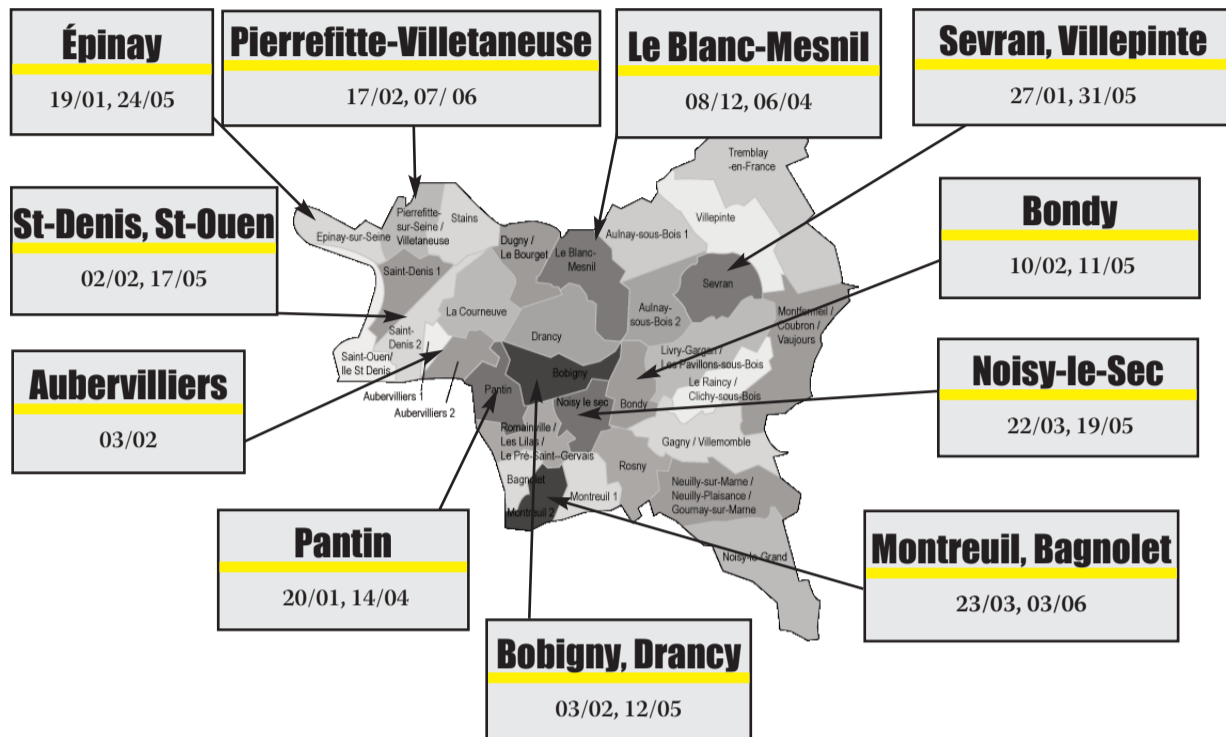 Épinay
19/01, 24/05
Pierrefitte-Villetaneuse
17/02, 07/ 06
Le Blanc-Mesnil
08/12, 06/04
Sevran, Villepinte
27/01, 31/05
St-Denis, St-Ouen
02/02, 17/05
Bondy
10/02, 11/05
Aubervilliers
03/02
Noisy-le-Sec
22/03, 19/05
Pantin
20/01, 14/04
Montreuil, Bagnolet
23/03, 03/06
Bobigny, Drancy
03/02, 12/05
Tremblay
-en-France
Villepinte
Aulnay-sous-Bois 1
Epinay-sur-Seine
Pierrefitte-
sur-Seine /
Villetaneuse
Stains
Dugny /
Le Bourget
Le Blanc-
Mesnil
Saint-Denis 1
Sevran
La Courneuve
Aulnay-
sous-Bois 2
Montfermeil /
Coubron /
Vaujours
Saint-
Denis 2
Drancy
Saint-Ouen/
Ile St Denis
Livry-Gargan /
Les Pavillons-sous-Bois
Bobigny
Le Raincy /
Clichy-sous-Bois
Aubervilliers 1
Aubervilliers 2
Pantin
Noisy le sec
Bondy
Romainville /
Les Lilas /
Le Pré-Saint--Gervais
Gagny / Villemomble
Rosny
Bagnolet
Montreuil 1
Montreuil 2
Neuilly-sur-Marne /
Neuilly-Plaisance /
Gournay-sur-Marne
Noisy-le-Grand